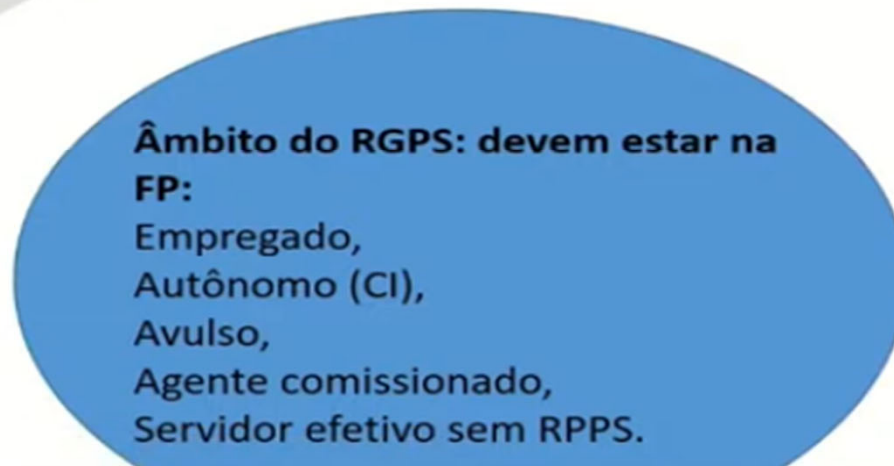 Âmbito do RGPS: devem estar na
FP:
Empregado,
Autônomo (CI),
Avulso,
Agente comissionado,
Servidor efetivo sem RPPS.